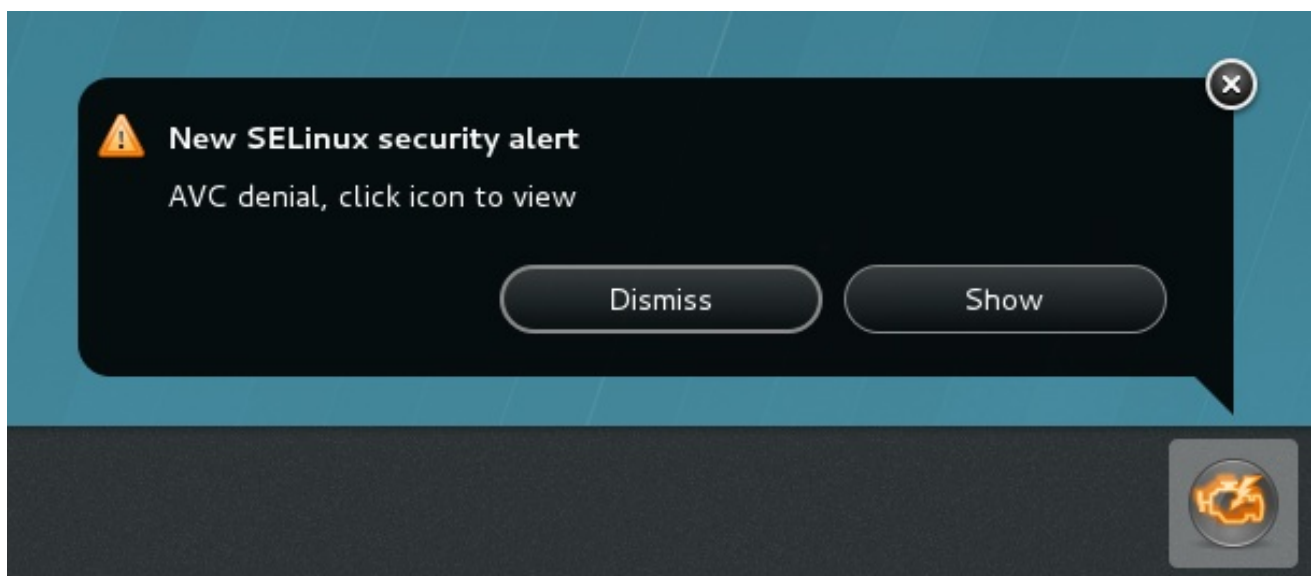 New SELinux security alert
AVC denial, click icon to view
Dismiss
Show